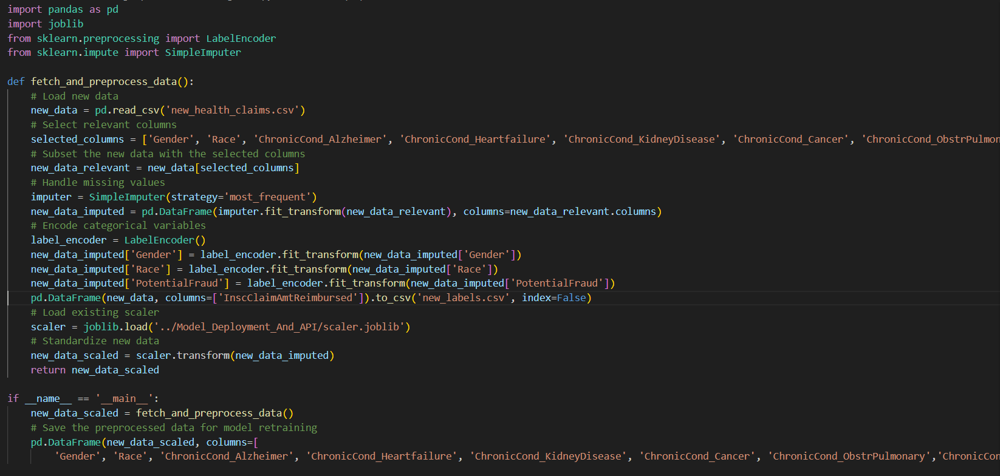 import pandas as pd
import joblib
from sklearn.preprocessing import LabelEncoder
from sklearn.impute import SimpleImputer

def fetch_and_preprocess_data():
    # Load new data
    new_data = pd.read_csv('new_health_claims.csv')
    # Select relevant columns
    selected_columns = ['Gender', 'Race', 'ChronicCond_Alzheimer', 'ChronicCond_Heartfailure', 'ChronicCond_KidneyDisease', 'ChronicCond_Cancer', 'ChronicCond_ObstrPulmon
    # Subset the new data with the selected columns
    new_data_relevant = new_data[selected_columns]
    # Handle missing values
    imputer = SimpleImputer(strategy='most_frequent')
    new_data_imputed = pd.DataFrame(imputer.fit_transform(new_data_relevant), columns=new_data_relevant.columns)
    # Encode categorical variables
    label_encoder = LabelEncoder()
    new_data_imputed['Gender'] = label_encoder.fit_transform(new_data_imputed['Gender'])
    new_data_imputed['Race'] = label_encoder.fit_transform(new_data_imputed['Race'])
    new_data_imputed['PotentialFraud'] = label_encoder.fit_transform(new_data_imputed['PotentialFraud'])
    pd.DataFrame(new_data, columns=['InscClaimAmtReimbursed']).to_csv('new_labels.csv', index=False)
    # Load existing scaler
    scaler = joblib.load('../Model_Deployment_And_API/scaler.joblib')
    # Standardize new data
    new_data_scaled = scaler.transform(new_data_imputed)
    return new_data_scaled

if __name__ == '__main__':
    new_data_scaled = fetch_and_preprocess_data()
    # Save the preprocessed data for model retraining
    pd.DataFrame(new_data_scaled, columns=[
        'Gender', 'Race', 'ChronicCond_Alzheimer', 'ChronicCond_Heartfailure', 'ChronicCond_KidneyDisease', 'ChronicCond_Cancer', 'ChronicCond_ObstrPulmonary','ChronicCon